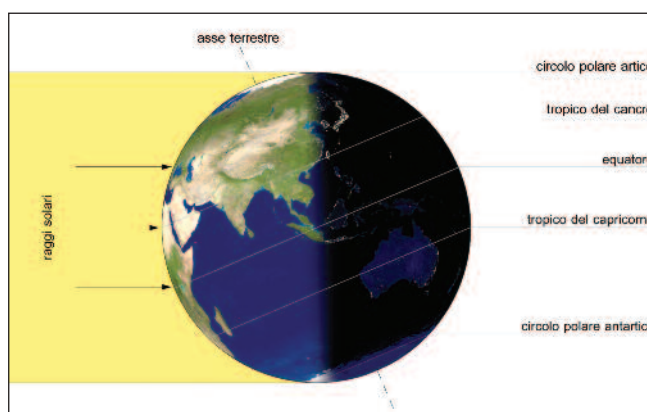 asse terrestre
circolo polare artic
tropico del cancr
equator
tropico del capricorn
circolo polare antartic
raggi solari